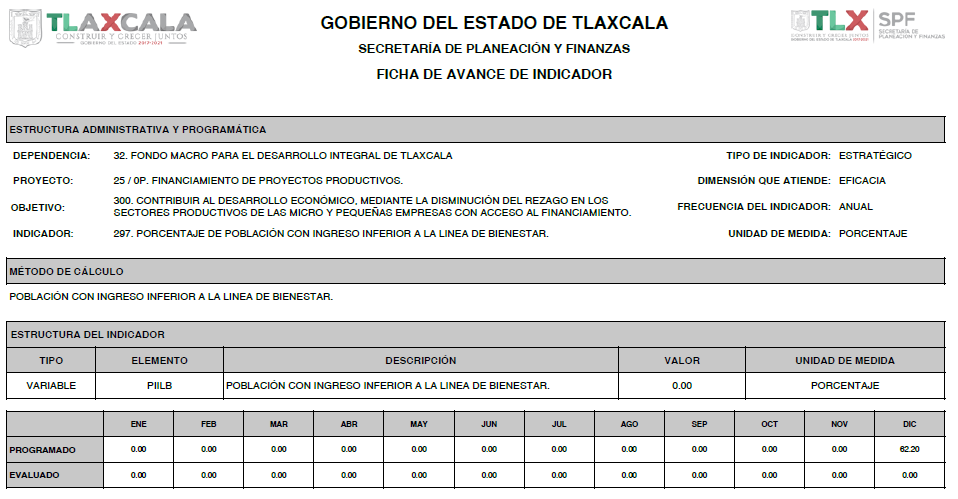 TLAXCALA
CONSTRUIR Y CRECER JUNTOS
GOBIERNO DEL ESTADO 2017-2021
GOBIERNO DEL ESTADO DE TLAXCALA
SECRETARÍA DE PLANEACIÓN Y FINANZAS
FICHA DE AVANCE DE INDICADOR
TLX
CONSTRUIR Y CRECER JUNTOS
GOBIERNO DEL ESTADO DE TLAXCALA 2017-2021
SPF
SECRETARÍA DE
PLANEACIÓN Y FINANZAS
ESTRUCTURA ADMINISTRATIVA Y PROGRAMÁTICA
DEPENDENCIA: 32. FONDO MACRO PARA EL DESARROLLO INTEGRAL DE TLAXCALA TIPO DE INDICADOR: ESTRATÉGICO
PROYECTO: 25 / 0P. FINANCIAMIENTO DE PROYECTOS PRODUCTIVOS. DIMENSIÓN QUE ATIENDE: EFICACIA
OBJETIVO: 300. CONTRIBUIR AL DESARROLLO ECONÓMICO, MEDIANTE LA DISMINUCIÓN DEL REZAGO EN LOS
SECTORES PRODUCTIVOS DE LAS MICRO Y PEQUEÑAS EMPRESAS CON ACCESO AL FINANCIAMIENTO. FRECUENCIA DEL INDICADOR: ANUAL
INDICADOR: 297. PORCENTAJE DE POBLACIÓN CON INGRESO INFERIOR A LA LINEA DE BIENESTAR. UNIDAD DE MEDIDA: PORCENTAJE
MÉTODO DE CÁLCULO
POBLACIÓN CON INGRESO INFERIOR A LA LINEA DE BIENESTAR.
ESTRUCTURA DEL INDICADOR
TIPO ELEMENTO DESCRIPCIÓN VALOR UNIDAD DE MEDIDA
VARIABLE PIILB POBLACIÓN CON INGRESO INFERIOR A LA LINEA DE BIENESTAR. 0.00 PORCENTAJE
ENE FEB MAR ABR MAY JUN JUL AGO SEP OCT NOV DIC
PROGRAMADO 0.00 0.00 0.00 0.00 0.00 0.00 0.00 0.00 0.00 0.00 0.00 62.20
EVALUADO 0.00 0.00 0.00 0.00 0.00 0.00 0.00 0.00 0.00 0.00 0.00 0.00